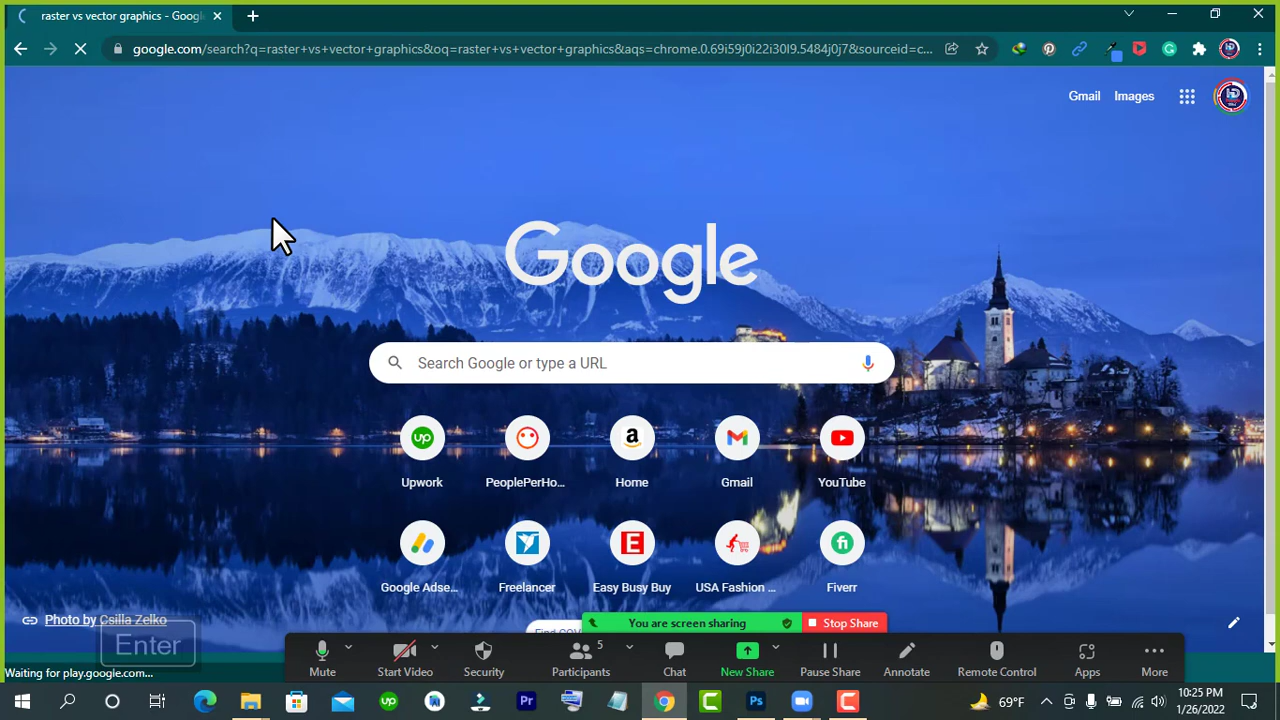 raster vs vector graphics - Googl
google.com/search?q=raster+vs+vector+graphics&oq=raster+vs+vector+graphics&aqs=chrome.0.69i59j0i22i30l9.5484j0j7&sourceid=c...
Gmail Images
Google
Search Google or type a URL
Upwork PeoplePerHo... Home Gmail YouTube
Google Adse... Freelancer Easy Busy Buy USA Fashion ... Fiverr
Photo by Csilla Zelko
Enter
You are screen sharing Stop Share
Waiting for play.google.com...
5
Mute Start Video Security Participants Chat New Share Pause Share Annotate Remote Control Apps More
69°F
10:25 PM
1/26/2022